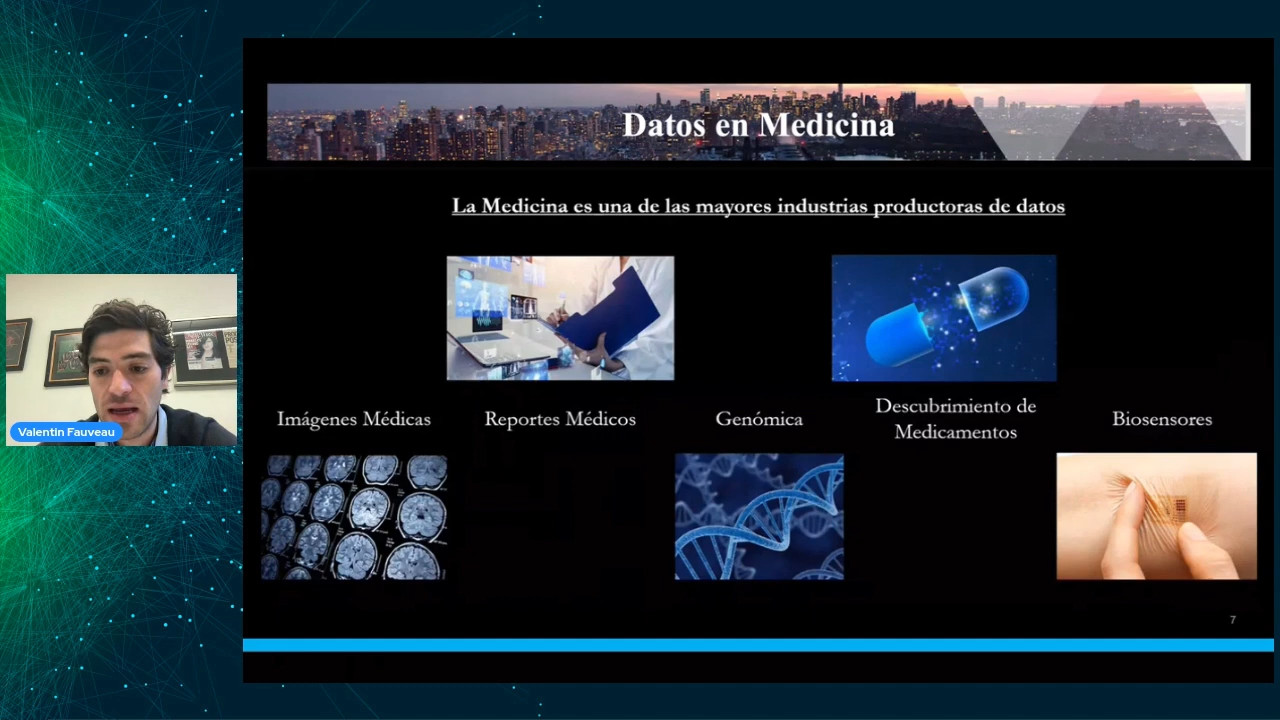 Datos en Medicina
La Medicina es una de las mayores industrias productoras de datos
Imágenes Médicas
Reportes Médicos
Genómica
Descubrimiento de
Medicamentos
Biosensores
7
Valentin Fauveau